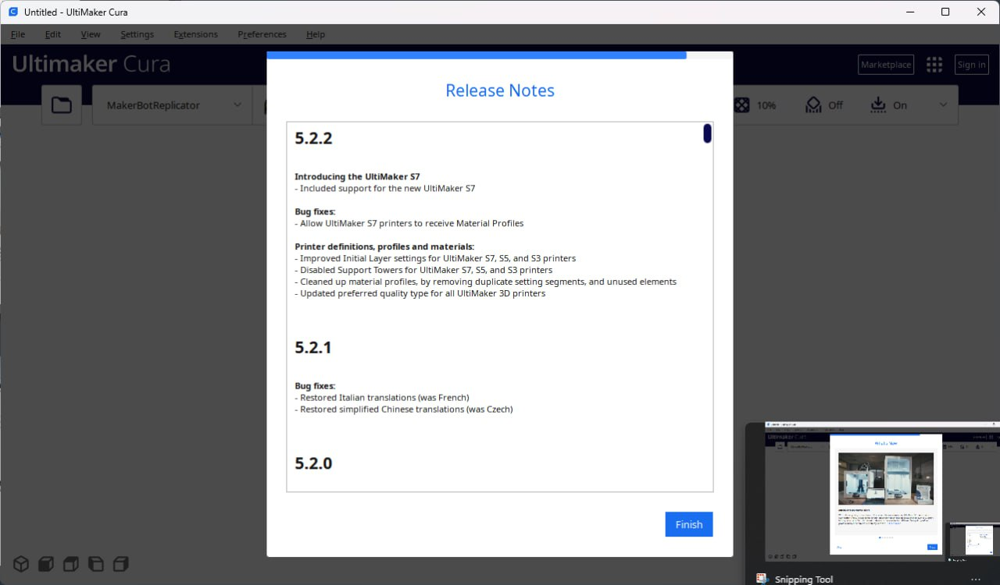 Untitled - UltiMaker Cura
File Edit View Settings Extensions Preferences Help
Ultimaker Cura
Marketplace
Sign in
MakerBotReplicator
10%
Off
On
Release Notes
5.2.2
Introducing the UltiMaker S7
- Included support for the new UltiMaker S7
Bug fixes:
- Allow UltiMaker S7 printers to receive Material Profiles
Printer definitions, profiles and materials:
- Improved Initial Layer settings for UltiMaker S7, S5, and S3 printers
- Disabled Support Towers for UltiMaker S7, S5, and S3 printers
- Cleaned up material profiles, by removing duplicate setting segments, and unused elements
- Updated preferred quality type for all UltiMaker 3D printers
5.2.1
Bug fixes:
- Restored Italian translations (was French)
- Restored simplified Chinese translations (was Czech)
5.2.0
Finish
What's New
Snipping Tool